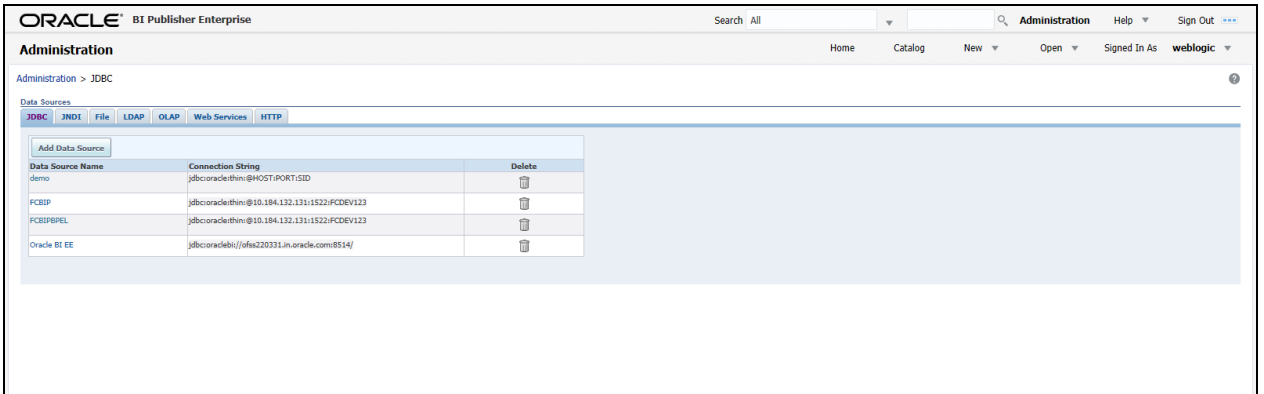 ORACLE BI Publisher Enterprise Search All Administration Help Sign Out
Administration Home Catalog New Open Signed In As weblogic
Administration > JDBC
Data Sources
JDBC JNDI File LDAP OLAP Web Services HTTP
Add Data Source
Data Source Name Connection String Delete
demo jdbc:oracle:thin:@HOST:PORT:SID
FCBIP jdbc:oracle:thin:@10.184.132.131:1522:FCDEV123
FCBIPBPEL jdbc:oracle:thin:@10.184.132.131:1522:FCDEV123
Oracle BI EE jdbc:oraclebi://ofss220331.in.oracle.com:8514/